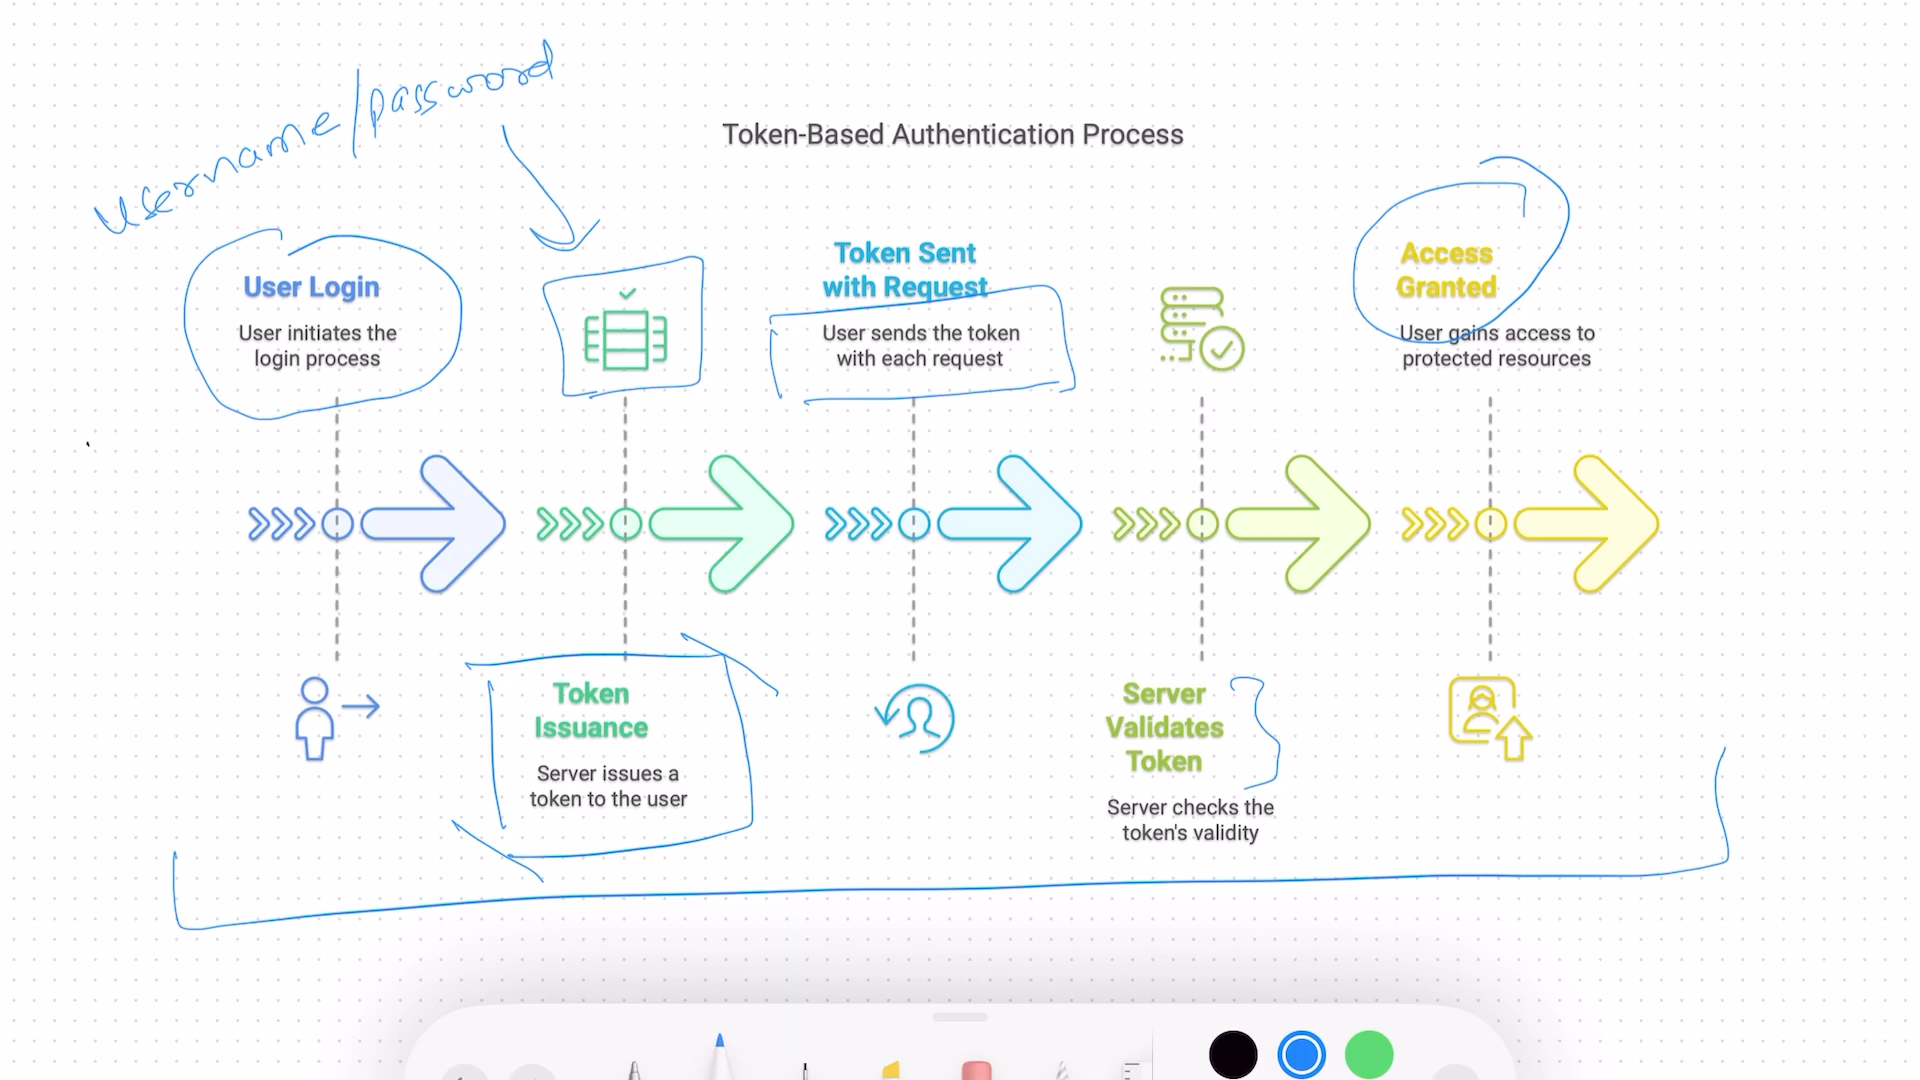 Username/password
Token-Based Authentication Process
User Login
User initiates the
login process
Token
Issuance
Server issues a
token to the user
Token Sent
with Request
User sends the token
with each request
Server
Validates
Token
Server checks the
token's validity
Access
Granted
User gains access to
protected resources